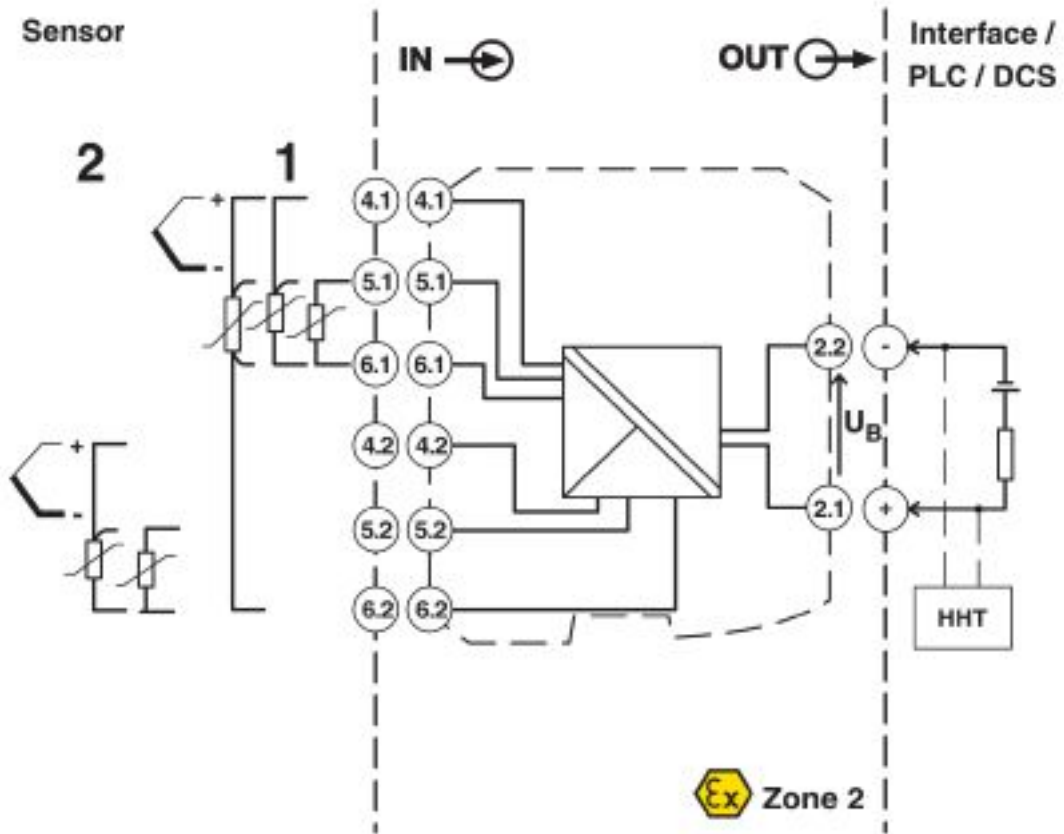 Sensor
IN
OUT
Interface /
PLC / DCS
2
1
+
-
4.1 4.1
5.1 5.1
6.1 6.1
4.2 4.2
5.2 5.2
6.2 6.2
+
-
2.2 -
UB
2.1 +
HHT
Ex Zone 2